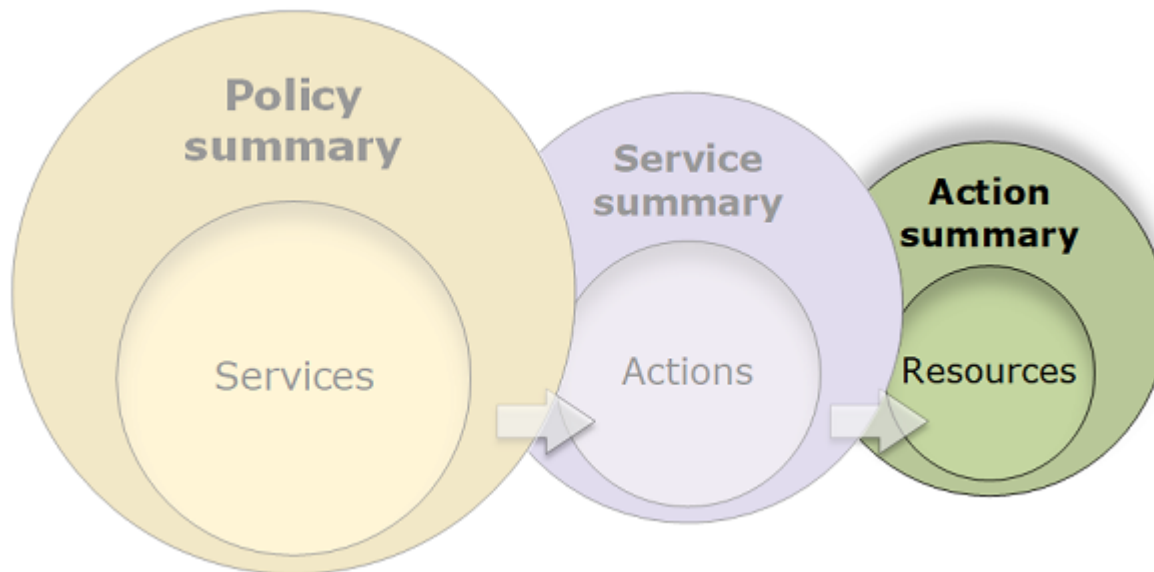 Policy
summary
Services
Service
summary
Actions
Action
summary
Resources